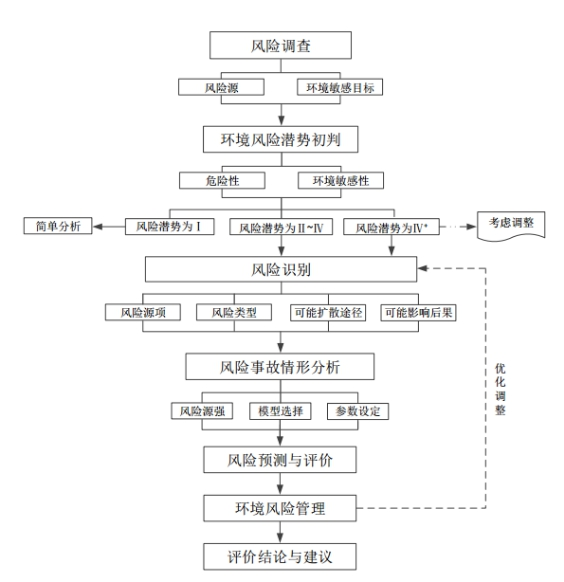 风险调查
风险源 环境敏感目标
环境风险潜势初判
危险性 环境敏感性
简单分析 风险潜势为Ⅰ 风险潜势为Ⅱ~Ⅳ 风险潜势为Ⅳ+ 考虑调整
风险识别
风险源项 风险类型 可能扩散途径 可能影响后果
风险事故情形分析
风险源强 模型选择 参数设定
优化调整
风险预测与评价
环境风险管理
评价结论与建议